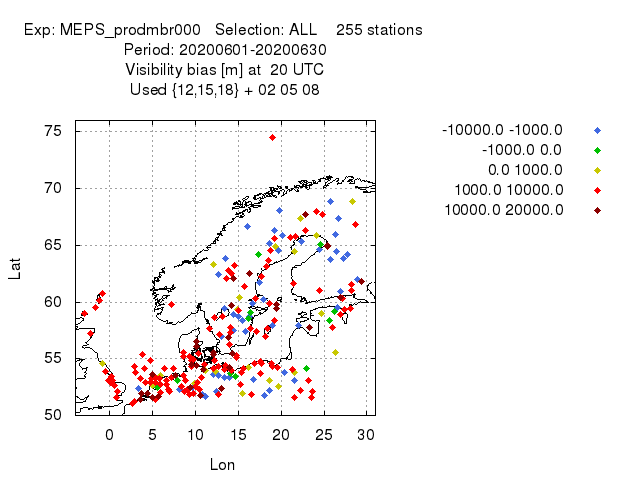 Exp: MEPS_prodmbr000   Selection: ALL    255 stations
Period: 20200601-20200630
Visibility bias [m] at  20 UTC
Used {12,15,18} + 02 05 08
-10000.0 -1000.0
-1000.0 0.0
0.0 1000.0
1000.0 10000.0
10000.0 20000.0
75
70
65
60
55
50
Lat
0 5 10 15 20 25 30
Lon